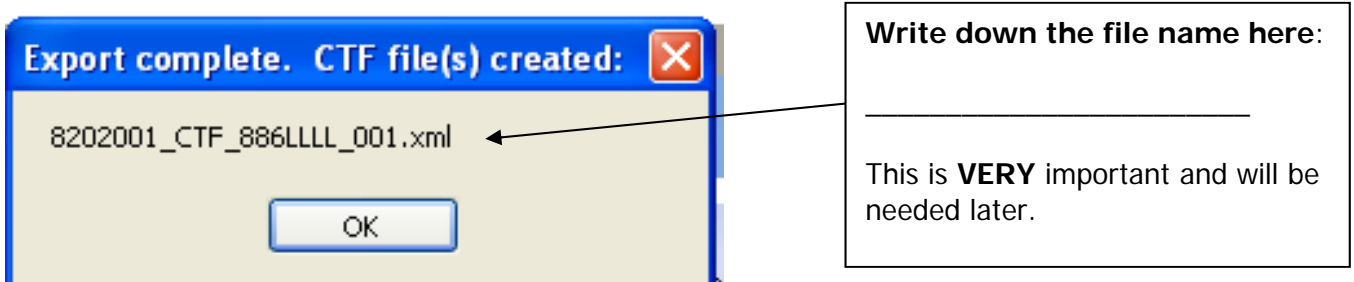 Export complete. CTF file(s) created:
8202001_CTF_886LLLL_001.xml
OK
Write down the file name here:
________________________
This is VERY important and will be
needed later.